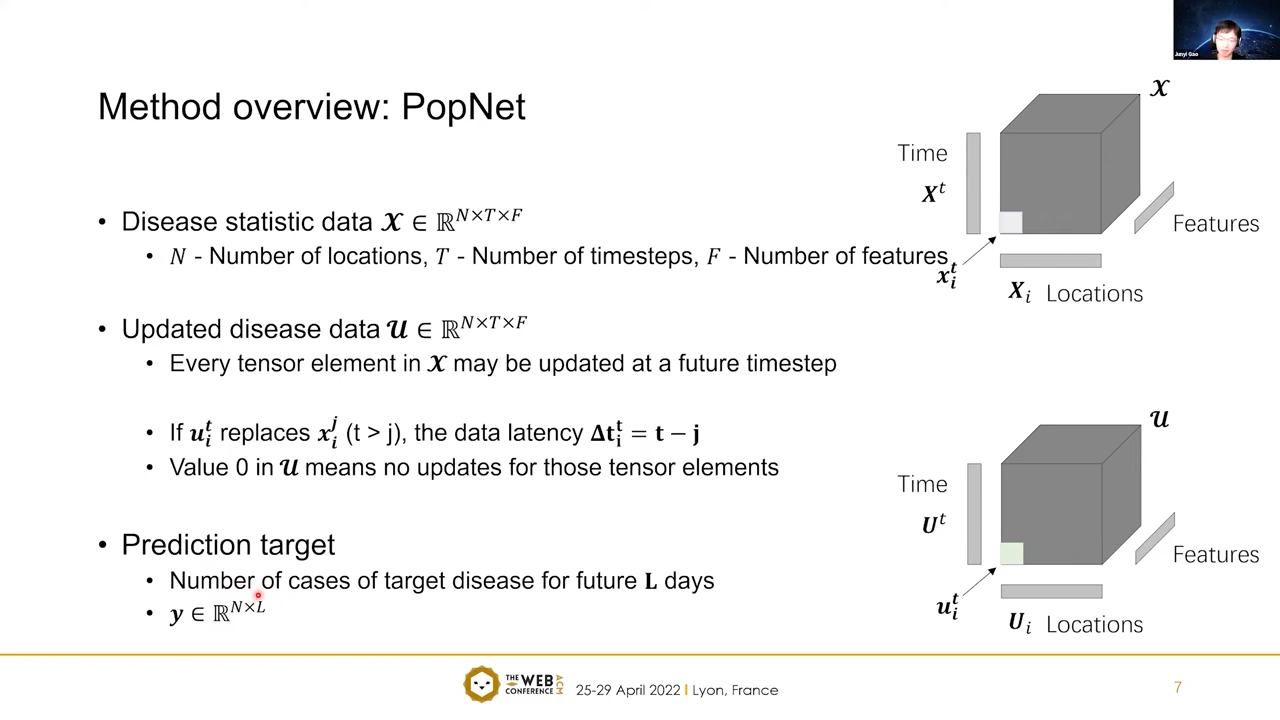 Junyi Gao
Method overview: PopNet
• Disease statistic data 𝓧 ∈ ℝ^{N×T×F}
• N - Number of locations, T - Number of timesteps, F - Number of features
• Updated disease data 𝓤 ∈ ℝ^{N×T×F}
• Every tensor element in 𝓧 may be updated at a future timestep
• If u_i^t replaces x_i^j (t > j), the data latency Δt_i^t = t − j
• Value 0 in 𝓤 means no updates for those tensor elements
• Prediction target
• Number of cases of target disease for future L days
• y ∈ ℝ^{N×L}
𝓧
Time
X^t
Features
x_i^t
X_i Locations
𝓤
Time
U^t
Features
u_i^t
U_i Locations
THE WEB CONFERENCE ACM
25-29 April 2022 | Lyon, France
7